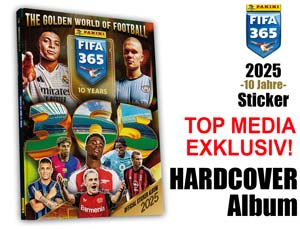 PANINI
THE GOLDEN WORLD OF FOOTBALL
FIFA
365
10 YEARS
365
OFFICIAL STICKER ALBUM
2025
PANINI
FIFA
365
2025
-10 Jahre-
Sticker
TOP MEDIA
EXKLUSIV!
HARDCOVER
Album